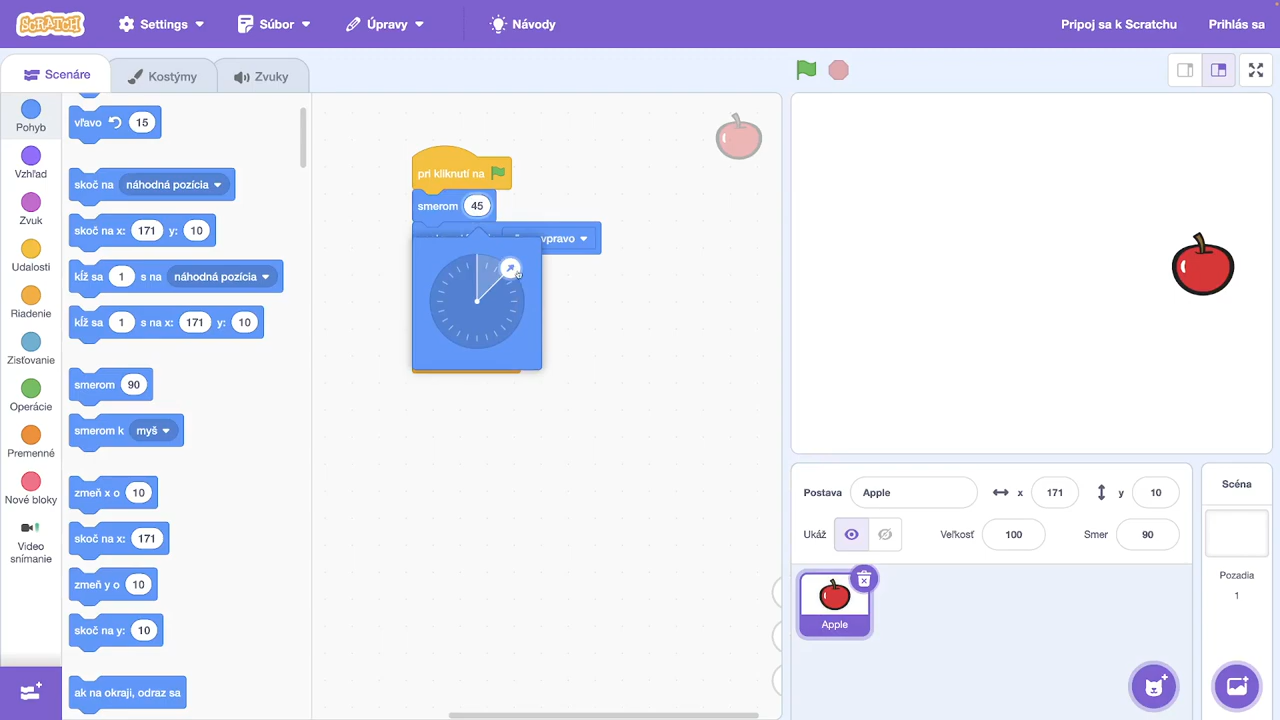 SCRATCH
Settings
Súbor
Úpravy
Návody
Pripoj sa k Scratchu
Prihlás sa
Scenáre
Kostýmy
Zvuky
Pohyb
Vzhľad
Zvuk
Udalosti
Riadenie
Zisťovanie
Operácie
Premenné
Nové bloky
Video
snímanie
vľavo 15
skoč na náhodná pozícia
skoč na x: 171 y: 10
kĺž sa 1 s na náhodná pozícia
kĺž sa 1 s na x: 171 y: 10
smerom 90
smerom k myš
zmeň x o 10
skoč na x: 171
zmeň y o 10
skoč na y: 10
ak na okraji, odraz sa
pri kliknutí na
smerom 45
vpravo
Postava Apple x 171 y 10
Ukáž Veľkosť 100 Smer 90
Apple
Scéna
Pozadia
1